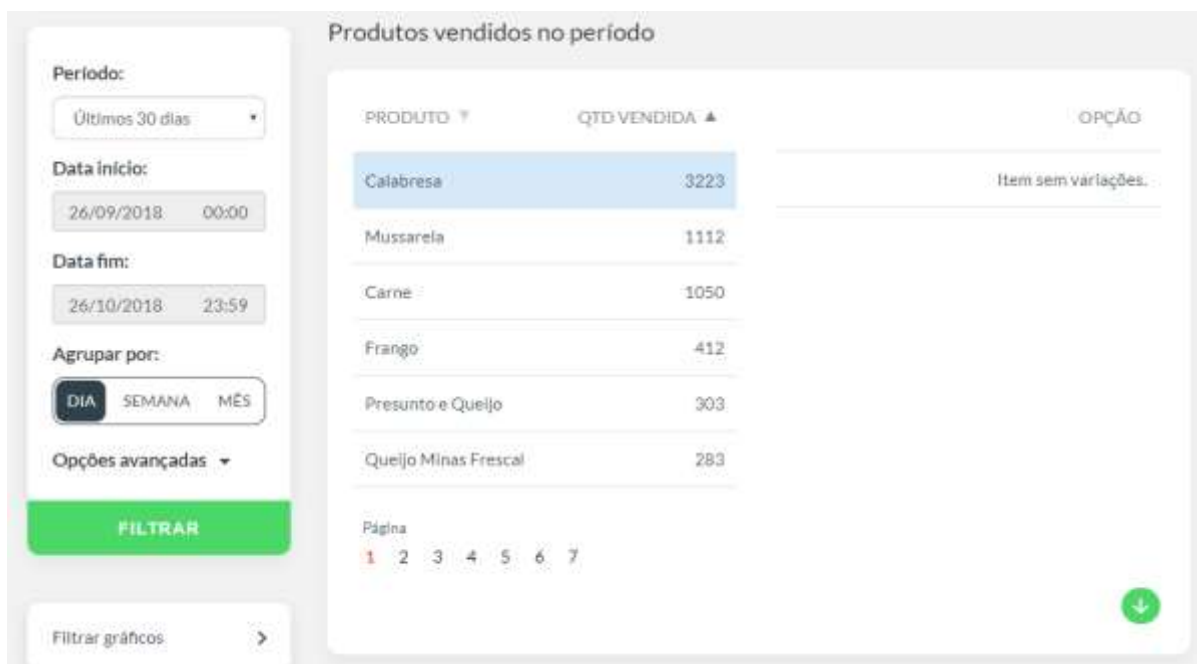 Produtos vendidos no período
Período:
Últimos 30 dias
Data início:
26/09/2018 00:00
Data fim:
26/10/2018 23:59
Agrupar por:
DIA SEMANA MÊS
Opções avançadas
FILTRAR
Filtrar gráficos
PRODUTO QTD VENDIDA OPÇÃO
Calabresa 3223 Item sem variações.
Mussarela 1112
Carne 1050
Frango 412
Presunto e Queijo 303
Queijo Minas Frescal 283
Página
1 2 3 4 5 6 7